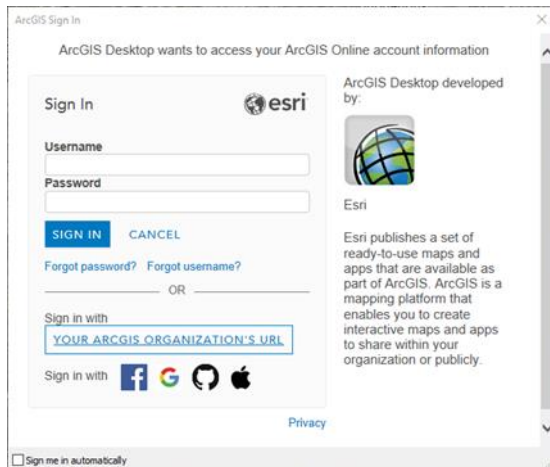 ArcGIS Sign In
ArcGIS Desktop wants to access your ArcGIS Online account information
Sign In
esri
Username
Password
SIGN IN CANCEL
Forgot password? Forgot username?
OR
Sign in with
YOUR ARCGIS ORGANIZATION'S URL
Sign in with
Privacy
ArcGIS Desktop developed
by:
Esri
Esri publishes a set of
ready-to-use maps and
apps that are available as
part of ArcGIS. ArcGIS is a
mapping platform that
enables you to create
interactive maps and apps
to share within your
organization or publicly.
Sign me in automatically